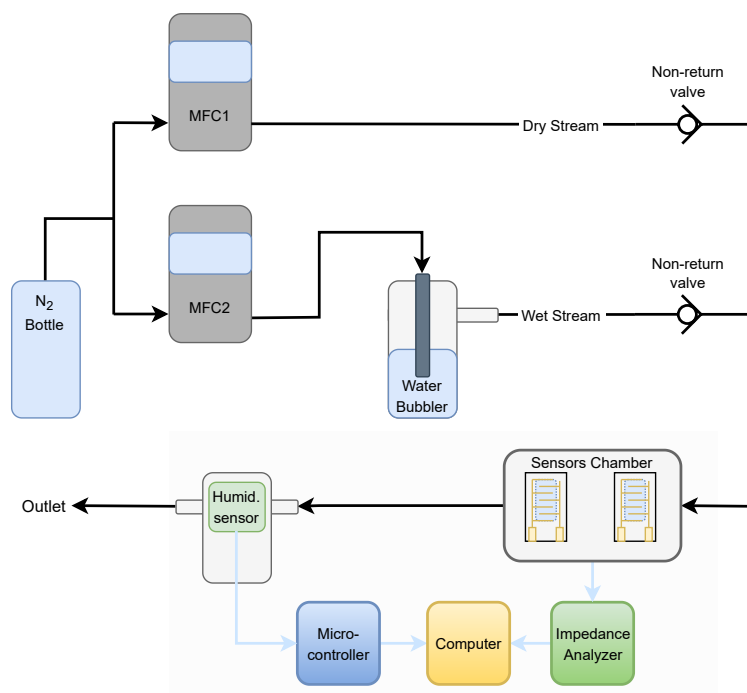 Non-return
valve
MFC1
Dry Stream
Non-return
valve
N2
Bottle
MFC2
Wet Stream
Water
Bubbler
Sensors Chamber
Outlet
Humid.
sensor
Micro-
controller
Computer
Impedance
Analyzer